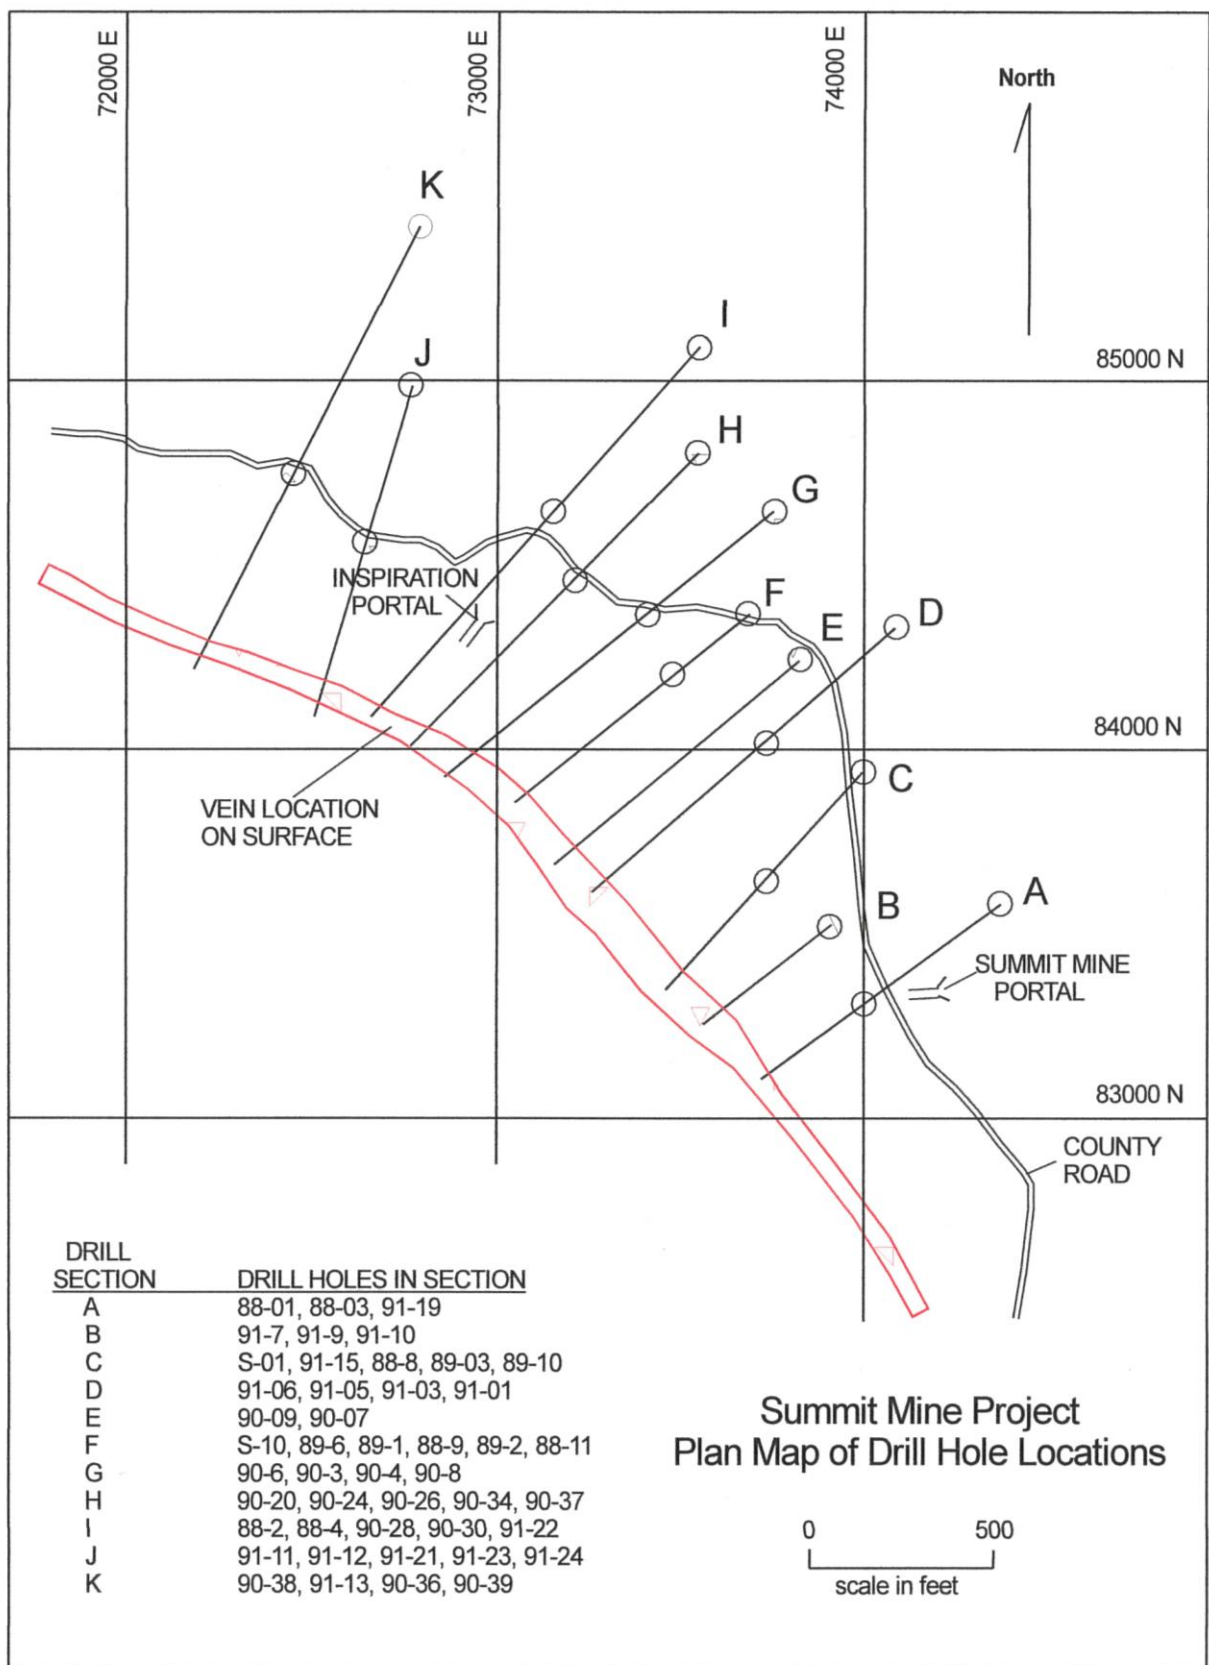 72000 E
73000 E
74000 E
North
K
I
J
85000 N
H
G
INSPIRATION
PORTAL
F
E
D
84000 N
C
VEIN LOCATION
ON SURFACE
B
A
SUMMIT MINE
PORTAL
83000 N
COUNTY
ROAD
DRILL
SECTION DRILL HOLES IN SECTION
A 88-01, 88-03, 91-19
B 91-7, 91-9, 91-10
C S-01, 91-15, 88-8, 89-03, 89-10
D 91-06, 91-05, 91-03, 91-01
E 90-09, 90-07
F S-10, 89-6, 89-1, 88-9, 89-2, 88-11
G 90-6, 90-3, 90-4, 90-8
H 90-20, 90-24, 90-26, 90-34, 90-37
I 88-2, 88-4, 90-28, 90-30, 91-22
J 91-11, 91-12, 91-21, 91-23, 91-24
K 90-38, 91-13, 90-36, 90-39
Summit Mine Project
Plan Map of Drill Hole Locations
0 500
scale in feet